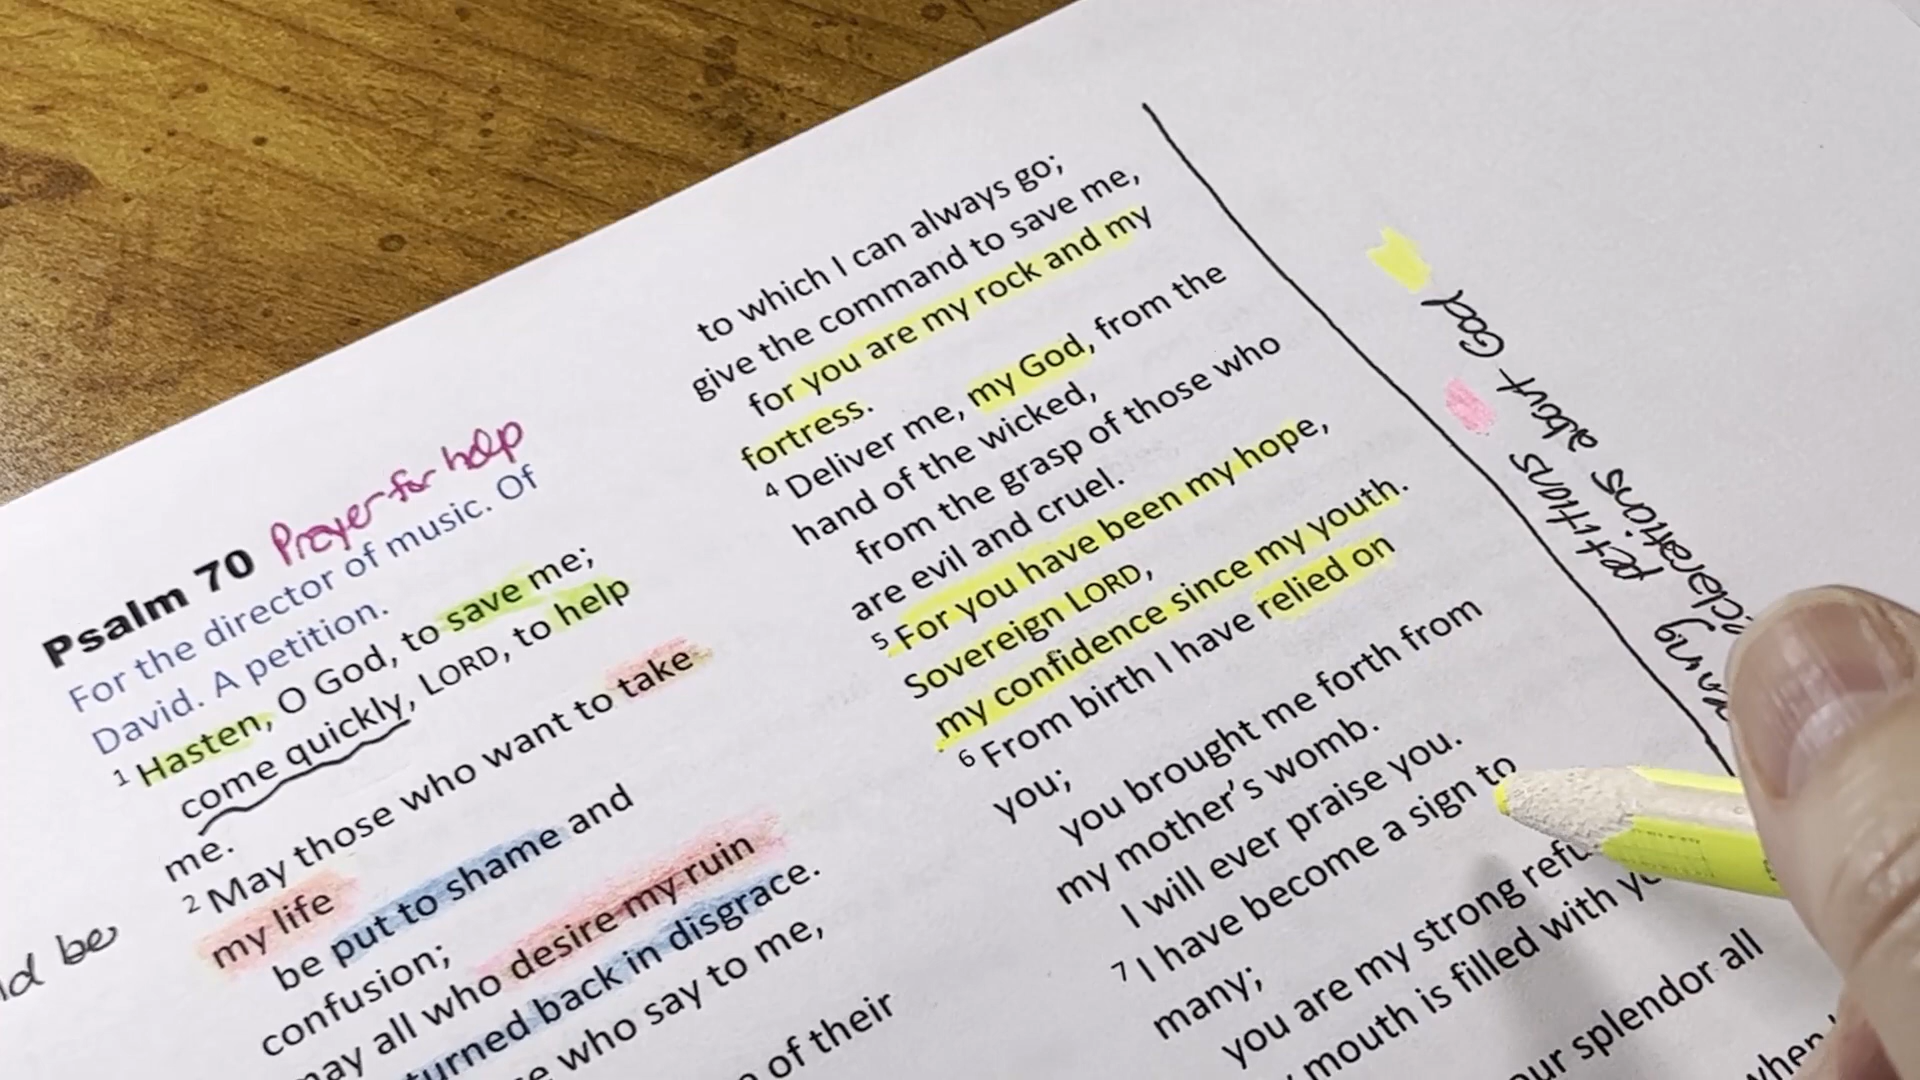 Psalm 70 Prayer for help
For the director of music. Of
David. A petition.
1 Hasten, O God, to save me;
come quickly, LORD, to help
me.
2 May those who want to take
my life
be put to shame and
confusion;
may all who desire my ruin
turned back in disgrace.
who say to me,
of their
be
to which I can always go;
give the command to save me,
for you are my rock and my
fortress.
4 Deliver me, my God, from the
hand of the wicked,
from the grasp of those who
are evil and cruel.
5 For you have been my hope,
Sovereign LORD,
my confidence since my youth.
6 From birth I have relied on
you;
you brought me forth from
my mother's womb.
I will ever praise you.
7 I have become a sign to
many;
you are my strong
mouth is filled with
splendor all
when
about God
petitions